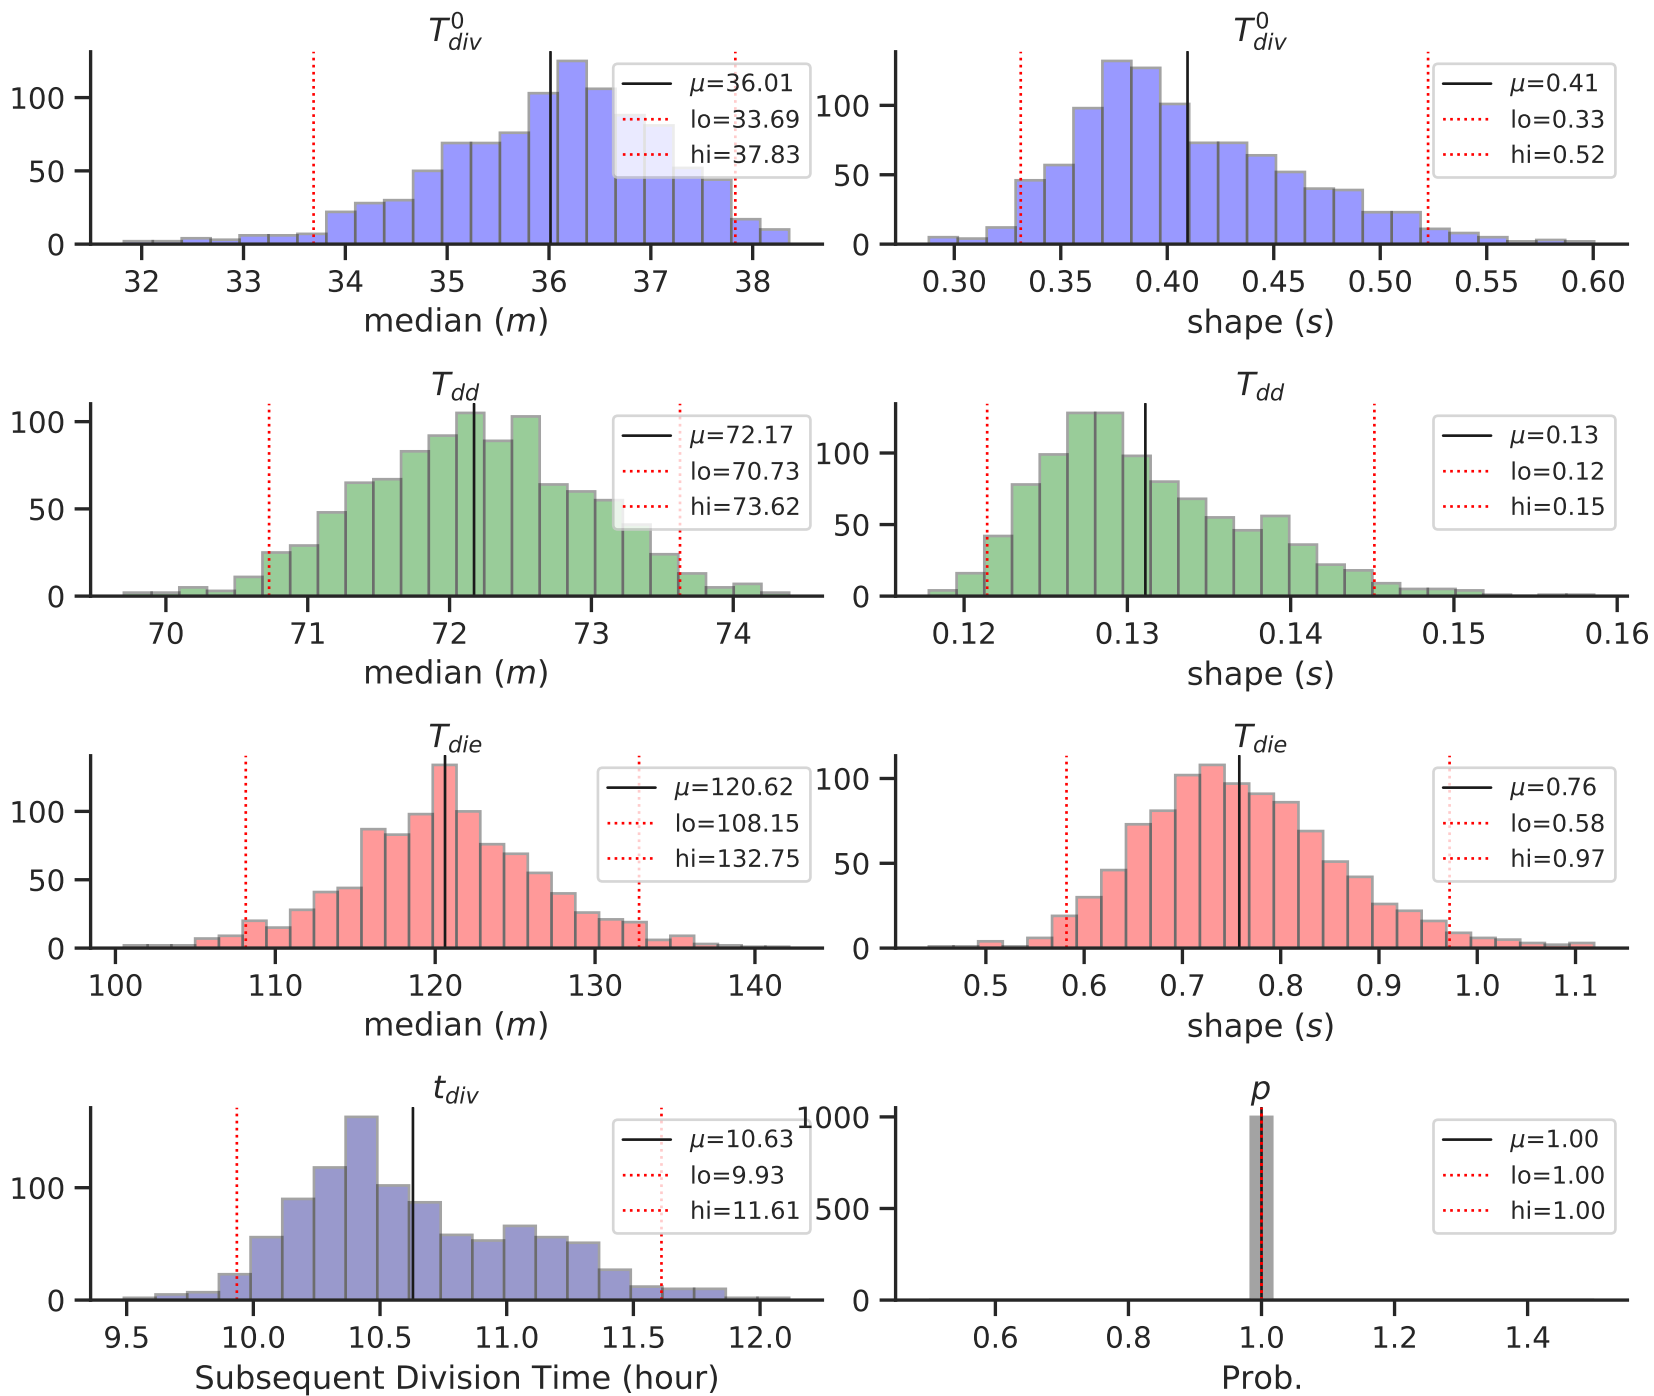 T⁰div
100
50
0
32 33 34 35 36 37 38
median (m)
μ=36.01
lo=33.69
hi=37.83
T⁰div
100
50
0
0.30 0.35 0.40 0.45 0.50 0.55 0.60
shape (s)
μ=0.41
lo=0.33
hi=0.52
Tdd
100
50
0
70 71 72 73 74
median (m)
μ=72.17
lo=70.73
hi=73.62
Tdd
100
50
0
0.12 0.13 0.14 0.15 0.16
shape (s)
μ=0.13
lo=0.12
hi=0.15
Tdie
100
50
0
100 110 120 130 140
median (m)
μ=120.62
lo=108.15
hi=132.75
Tdie
100
50
0
0.5 0.6 0.7 0.8 0.9 1.0 1.1
shape (s)
μ=0.76
lo=0.58
hi=0.97
tdiv
100
0
9.5 10.0 10.5 11.0 11.5 12.0
Subsequent Division Time (hour)
μ=10.63
lo=9.93
hi=11.61
p
1000
500
0
0.6 0.8 1.0 1.2 1.4
Prob.
μ=1.00
lo=1.00
hi=1.00